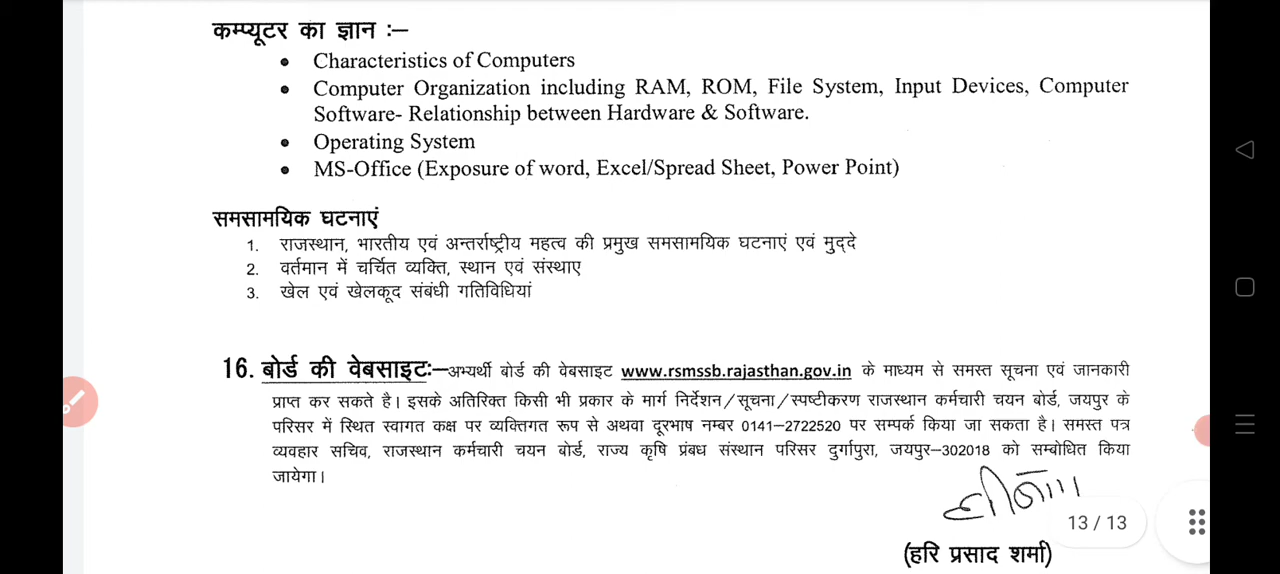 कम्प्यूटर का ज्ञान :–
• Characteristics of Computers
• Computer Organization including RAM, ROM, File System, Input Devices, Computer
Software- Relationship between Hardware & Software.
• Operating System
• MS-Office (Exposure of word, Excel/Spread Sheet, Power Point)
समसामयिक घटनाएं
1. राजस्थान, भारतीय एवं अन्तर्राष्ट्रीय महत्व की प्रमुख समसामयिक घटनाएं एवं मुद्दे
2. वर्तमान में चर्चित व्यक्ति, स्थान एवं संस्थाए
3. खेल एवं खेलकूद संबंधी गतिविधियां
16. बोर्ड की वेबसाइटः–अभ्यर्थी बोर्ड की वेबसाइट www.rsmssb.rajasthan.gov.in के माध्यम से समस्त सूचना एवं जानकारी
प्राप्त कर सकते है। इसके अतिरिक्त किसी भी प्रकार के मार्ग निर्देशन/सूचना/स्पष्टीकरण राजस्थान कर्मचारी चयन बोर्ड, जयपुर के
परिसर में स्थित स्वागत कक्ष पर व्यक्तिगत रूप से अथवा दूरभाष नम्बर 0141–2722520 पर सम्पर्क किया जा सकता है। समस्त पत्र
व्यवहार सचिव, राजस्थान कर्मचारी चयन बोर्ड, राज्य कृषि प्रंबध संस्थान परिसर दुर्गापुरा, जयपुर–302018 को सम्बोधित किया
जायेगा।
13 / 13
(हरि प्रसाद शर्मा)